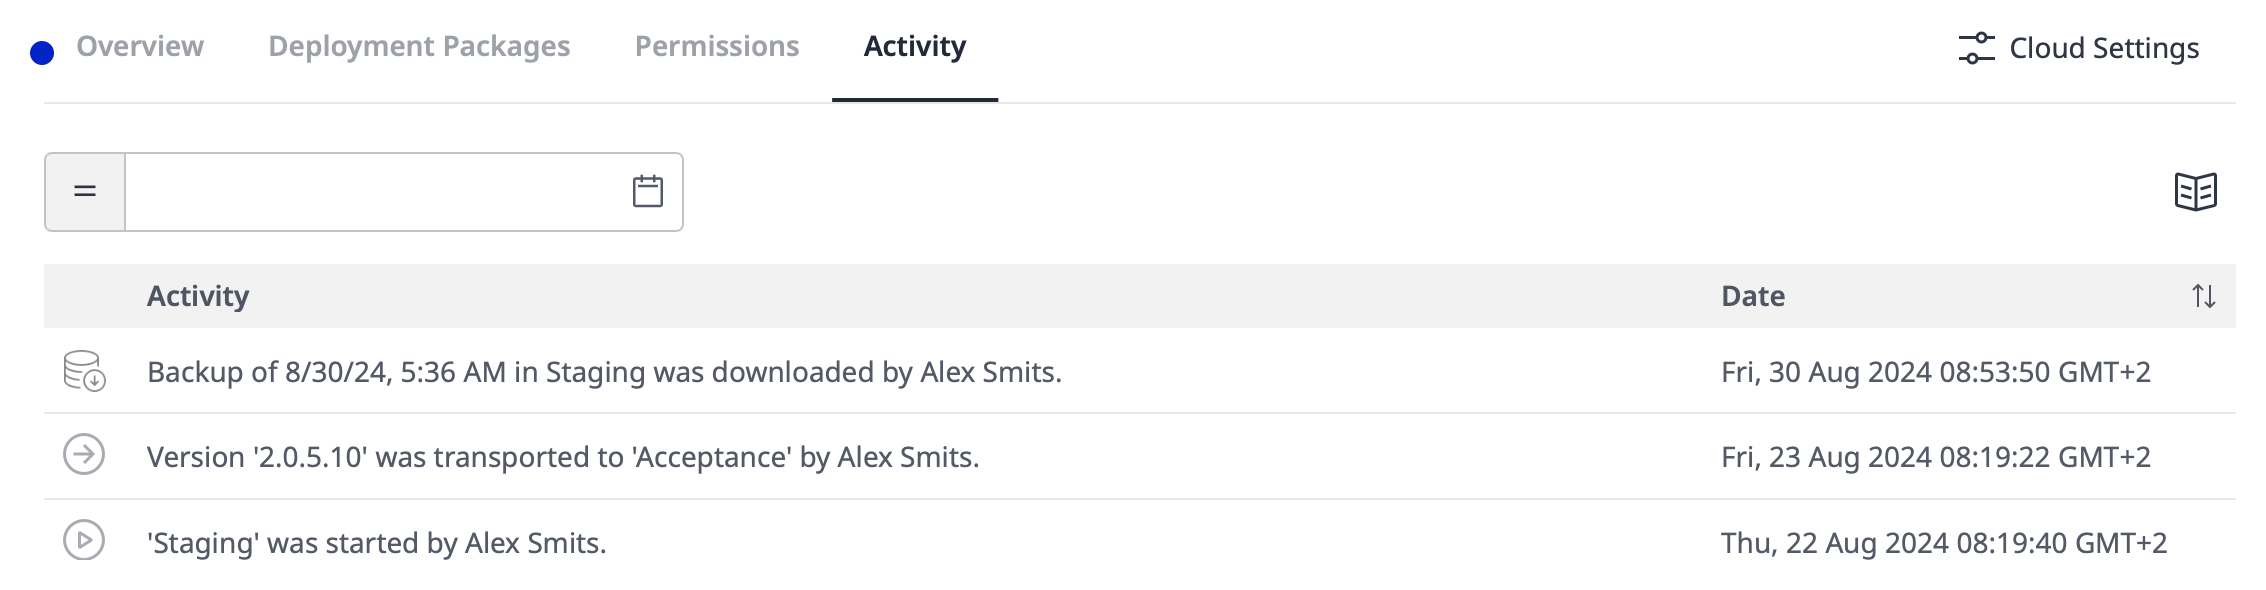 Overview Deployment Packages Permissions Activity Cloud Settings
=
Activity Date
Backup of 8/30/24, 5:36 AM in Staging was downloaded by Alex Smits. Fri, 30 Aug 2024 08:53:50 GMT+2
Version '2.0.5.10' was transported to 'Acceptance' by Alex Smits. Fri, 23 Aug 2024 08:19:22 GMT+2
'Staging' was started by Alex Smits. Thu, 22 Aug 2024 08:19:40 GMT+2